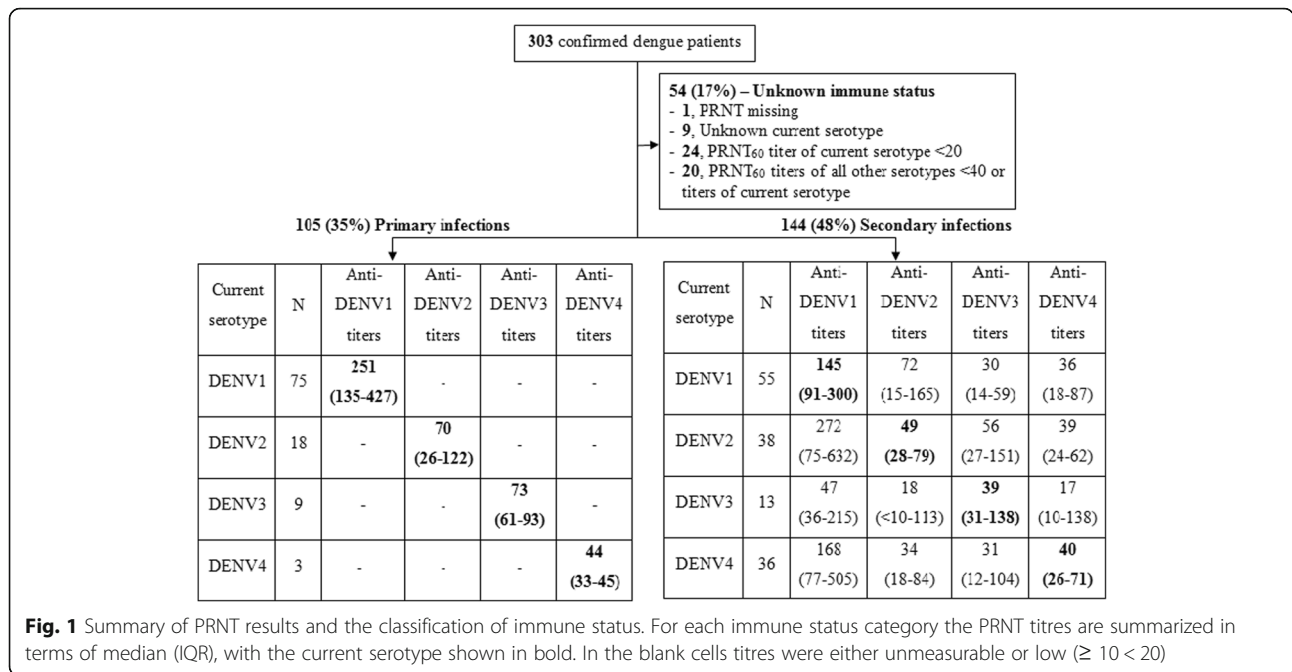 303 confirmed dengue patients
54 (17%) – Unknown immune status
- 1, PRNT missing
- 9, Unknown current serotype
- 24, PRNT60 titer of current serotype <20
- 20, PRNT60 titers of all other serotypes <40 or
titers of current serotype
105 (35%) Primary infections
144 (48%) Secondary infections
Current serotype N Anti-DENV1 titers Anti-DENV2 titers Anti-DENV3 titers Anti-DENV4 titers
DENV1 75 251 (135-427) - - -
DENV2 18 - 70 (26-122) - -
DENV3 9 - - 73 (61-93) -
DENV4 3 - - - 44 (33-45)
Current serotype N Anti-DENV1 titers Anti-DENV2 titers Anti-DENV3 titers Anti-DENV4 titers
DENV1 55 145 (91-300) 72 (15-165) 30 (14-59) 36 (18-87)
DENV2 38 272 (75-632) 49 (28-79) 56 (27-151) 39 (24-62)
DENV3 13 47 (36-215) 18 (<10-113) 39 (31-138) 17 (10-138)
DENV4 36 168 (77-505) 34 (18-84) 31 (12-104) 40 (26-71)
Fig. 1 Summary of PRNT results and the classification of immune status. For each immune status category the PRNT titres are summarized in
terms of median (IQR), with the current serotype shown in bold. In the blank cells titres were either unmeasurable or low (≥ 10 < 20)